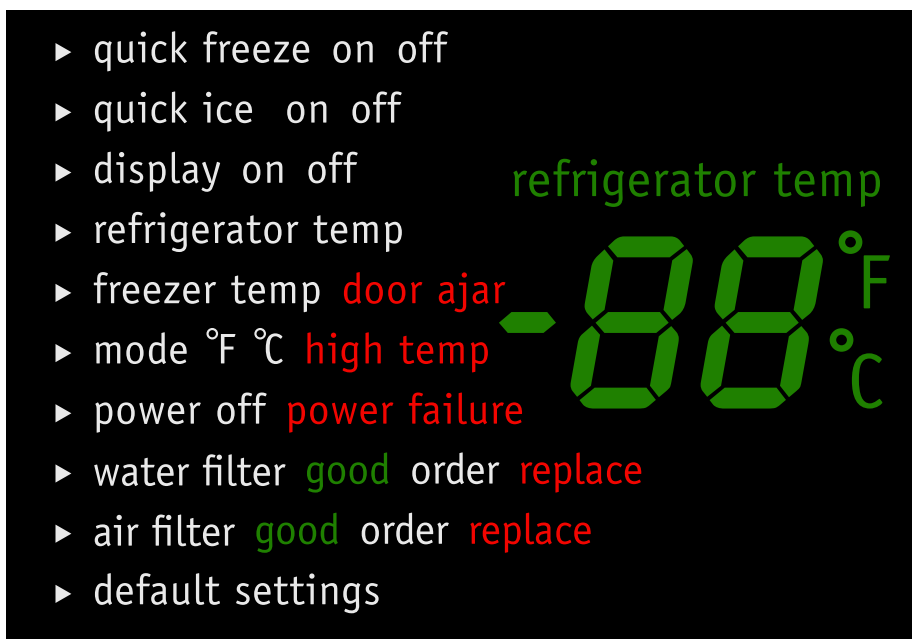 ► quick freeze on off
► quick ice on off
► display on off
refrigerator temp
► refrigerator temp
-88 °F
°C
► freezer temp door ajar
► mode °F °C high temp
► power off power failure
► water filter good order replace
► air filter good order replace
► default settings